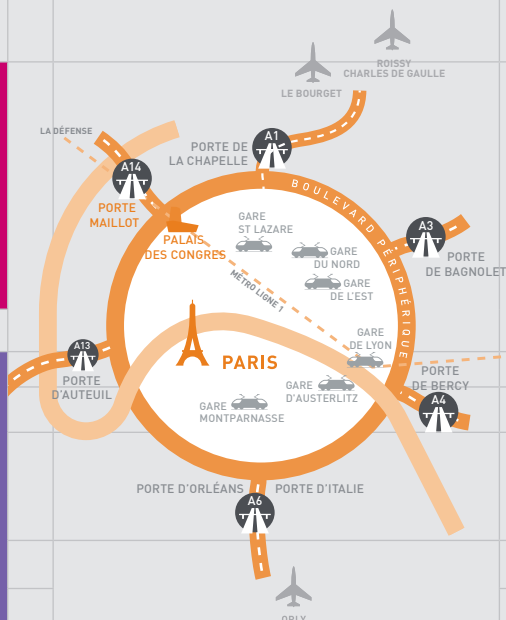 ROISSY
CHARLES DE GAULLE
LE BOURGET
LA DÉFENSE
A1
PORTE DE
LA CHAPELLE
A14
BOULEVARD PÉRIPHÉRIQUE
PORTE
MAILLOT
GARE
ST LAZARE
A3
PALAIS
DES CONGRES
GARE
DU NORD
PORTE
DE BAGNOLET
MÉTRO LIGNE 1
GARE
DE L'EST
GARE
DE LYON
A13
PARIS
PORTE
D'AUTEUIL
PORTE
DE BERCY
GARE
D'AUSTERLITZ
A4
GARE
MONTPARNASSE
PORTE D'ORLÉANS
PORTE D'ITALIE
A6
ORLY